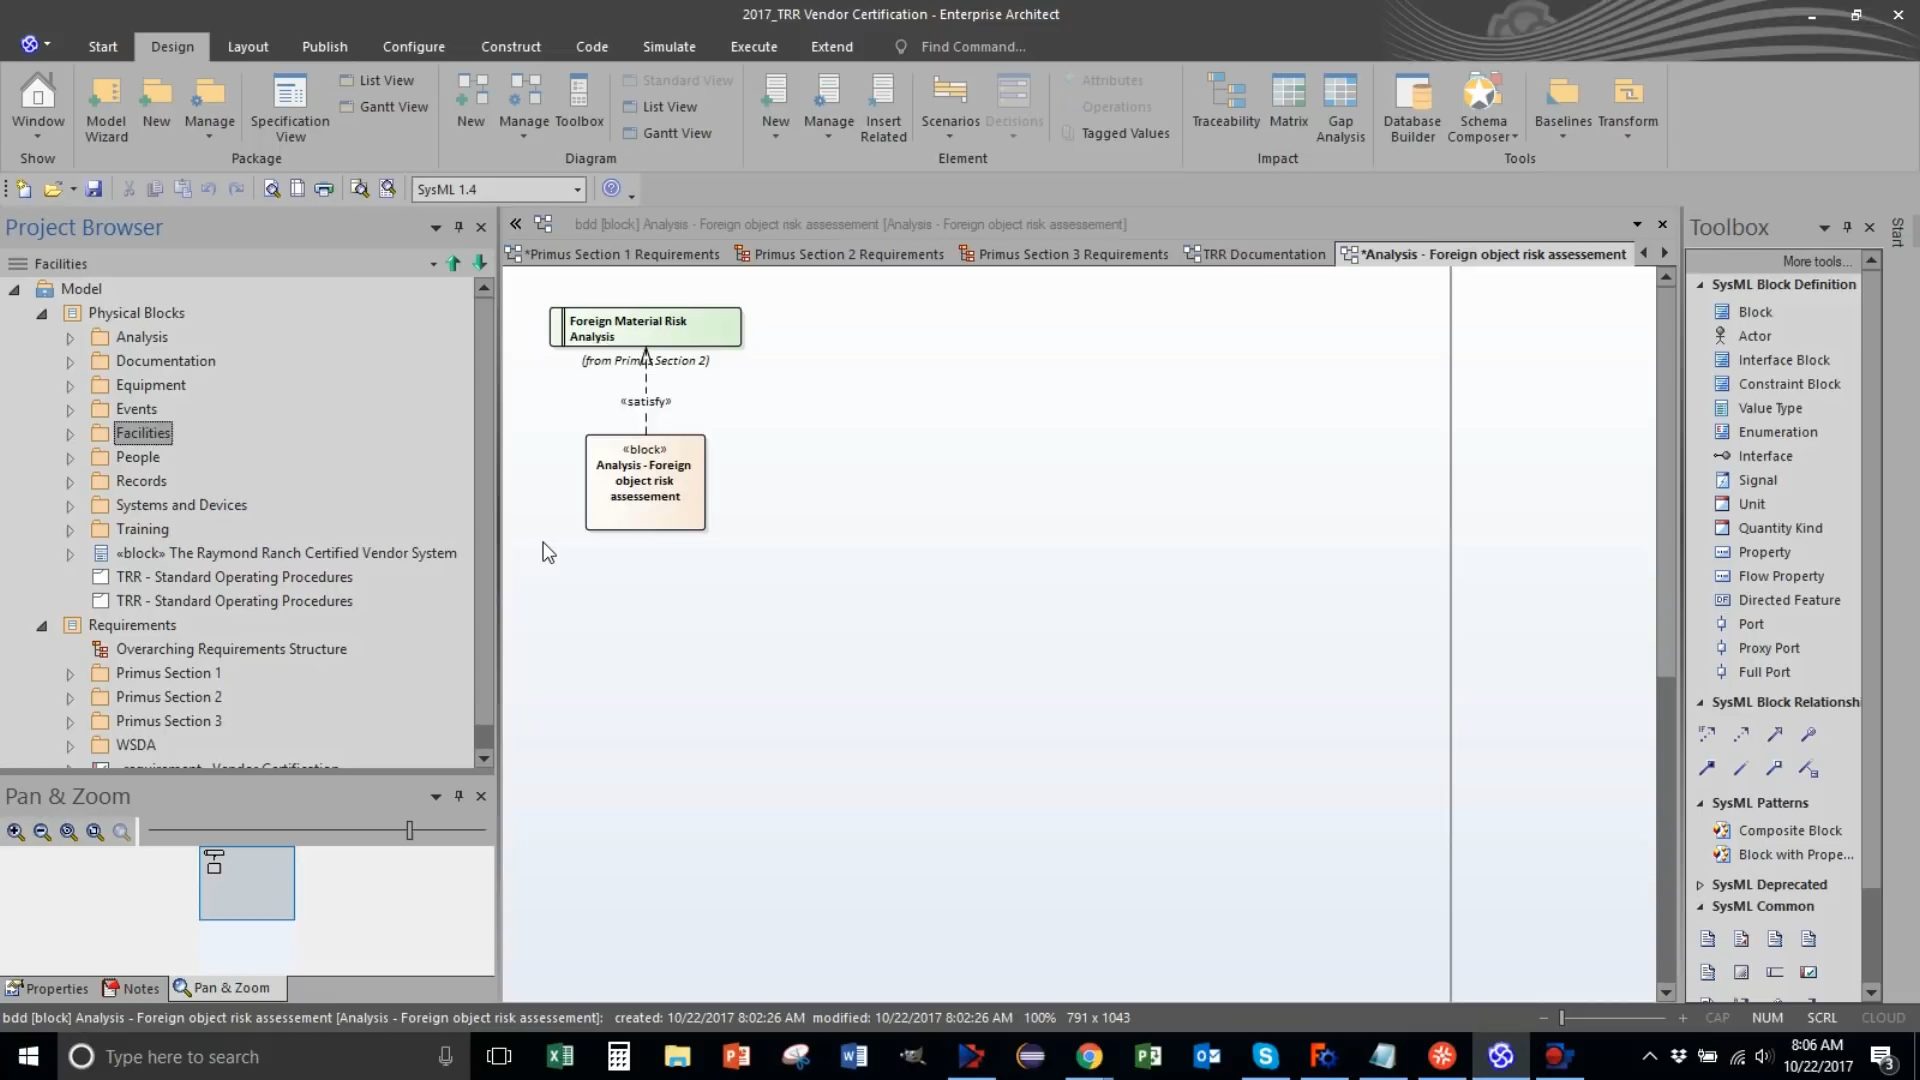 2017_TRR Vendor Certification - Enterprise Architect
Start
Design
Layout
Publish
Configure
Construct
Code
Simulate
Execute
Extend
Find Command...
Window
Model
Wizard
New
Manage
Specification
View
List View
Gantt View
New
Manage
Toolbox
Standard View
List View
Gantt View
New
Manage
Insert
Related
Scenarios
Decisions
Attributes
Operations
Tagged Values
Traceability
Matrix
Gap
Analysis
Database
Builder
Schema
Composer
Baselines
Transform
Show
Package
Diagram
Element
Impact
Tools
SysML 1.4
Project Browser
Facilities
Model
Physical Blocks
Analysis
Documentation
Equipment
Events
Facilities
People
Records
Systems and Devices
Training
«block» The Raymond Ranch Certified Vendor System
TRR - Standard Operating Procedures
TRR - Standard Operating Procedures
Requirements
Overarching Requirements Structure
Primus Section 1
Primus Section 2
Primus Section 3
WSDA
Pan & Zoom
Properties
Notes
Pan & Zoom
bdd [block] Analysis - Foreign object risk assessement [Analysis - Foreign object risk assessement]
*Primus Section 1 Requirements
Primus Section 2 Requirements
Primus Section 3 Requirements
TRR Documentation
*Analysis - Foreign object risk assessement
Foreign Material Risk
Analysis
(from Primus Section 2)
«satisfy»
«block»
Analysis - Foreign
object risk
assessement
Toolbox
Start
More tools...
SysML Block Definition
Block
Actor
Interface Block
Constraint Block
Value Type
Enumeration
Interface
Signal
Unit
Quantity Kind
Property
Flow Property
Directed Feature
Port
Proxy Port
Full Port
SysML Block Relationsh
SysML Patterns
Composite Block
Block with Prope...
SysML Deprecated
SysML Common
bdd [block] Analysis - Foreign object risk assessement [Analysis - Foreign object risk assessement]: created: 10/22/2017 8:02:26 AM modified: 10/22/2017 8:02:26 AM 100% 791 x 1043
CAP NUM SCRL CLOUD
Type here to search
8:06 AM
10/22/2017
3